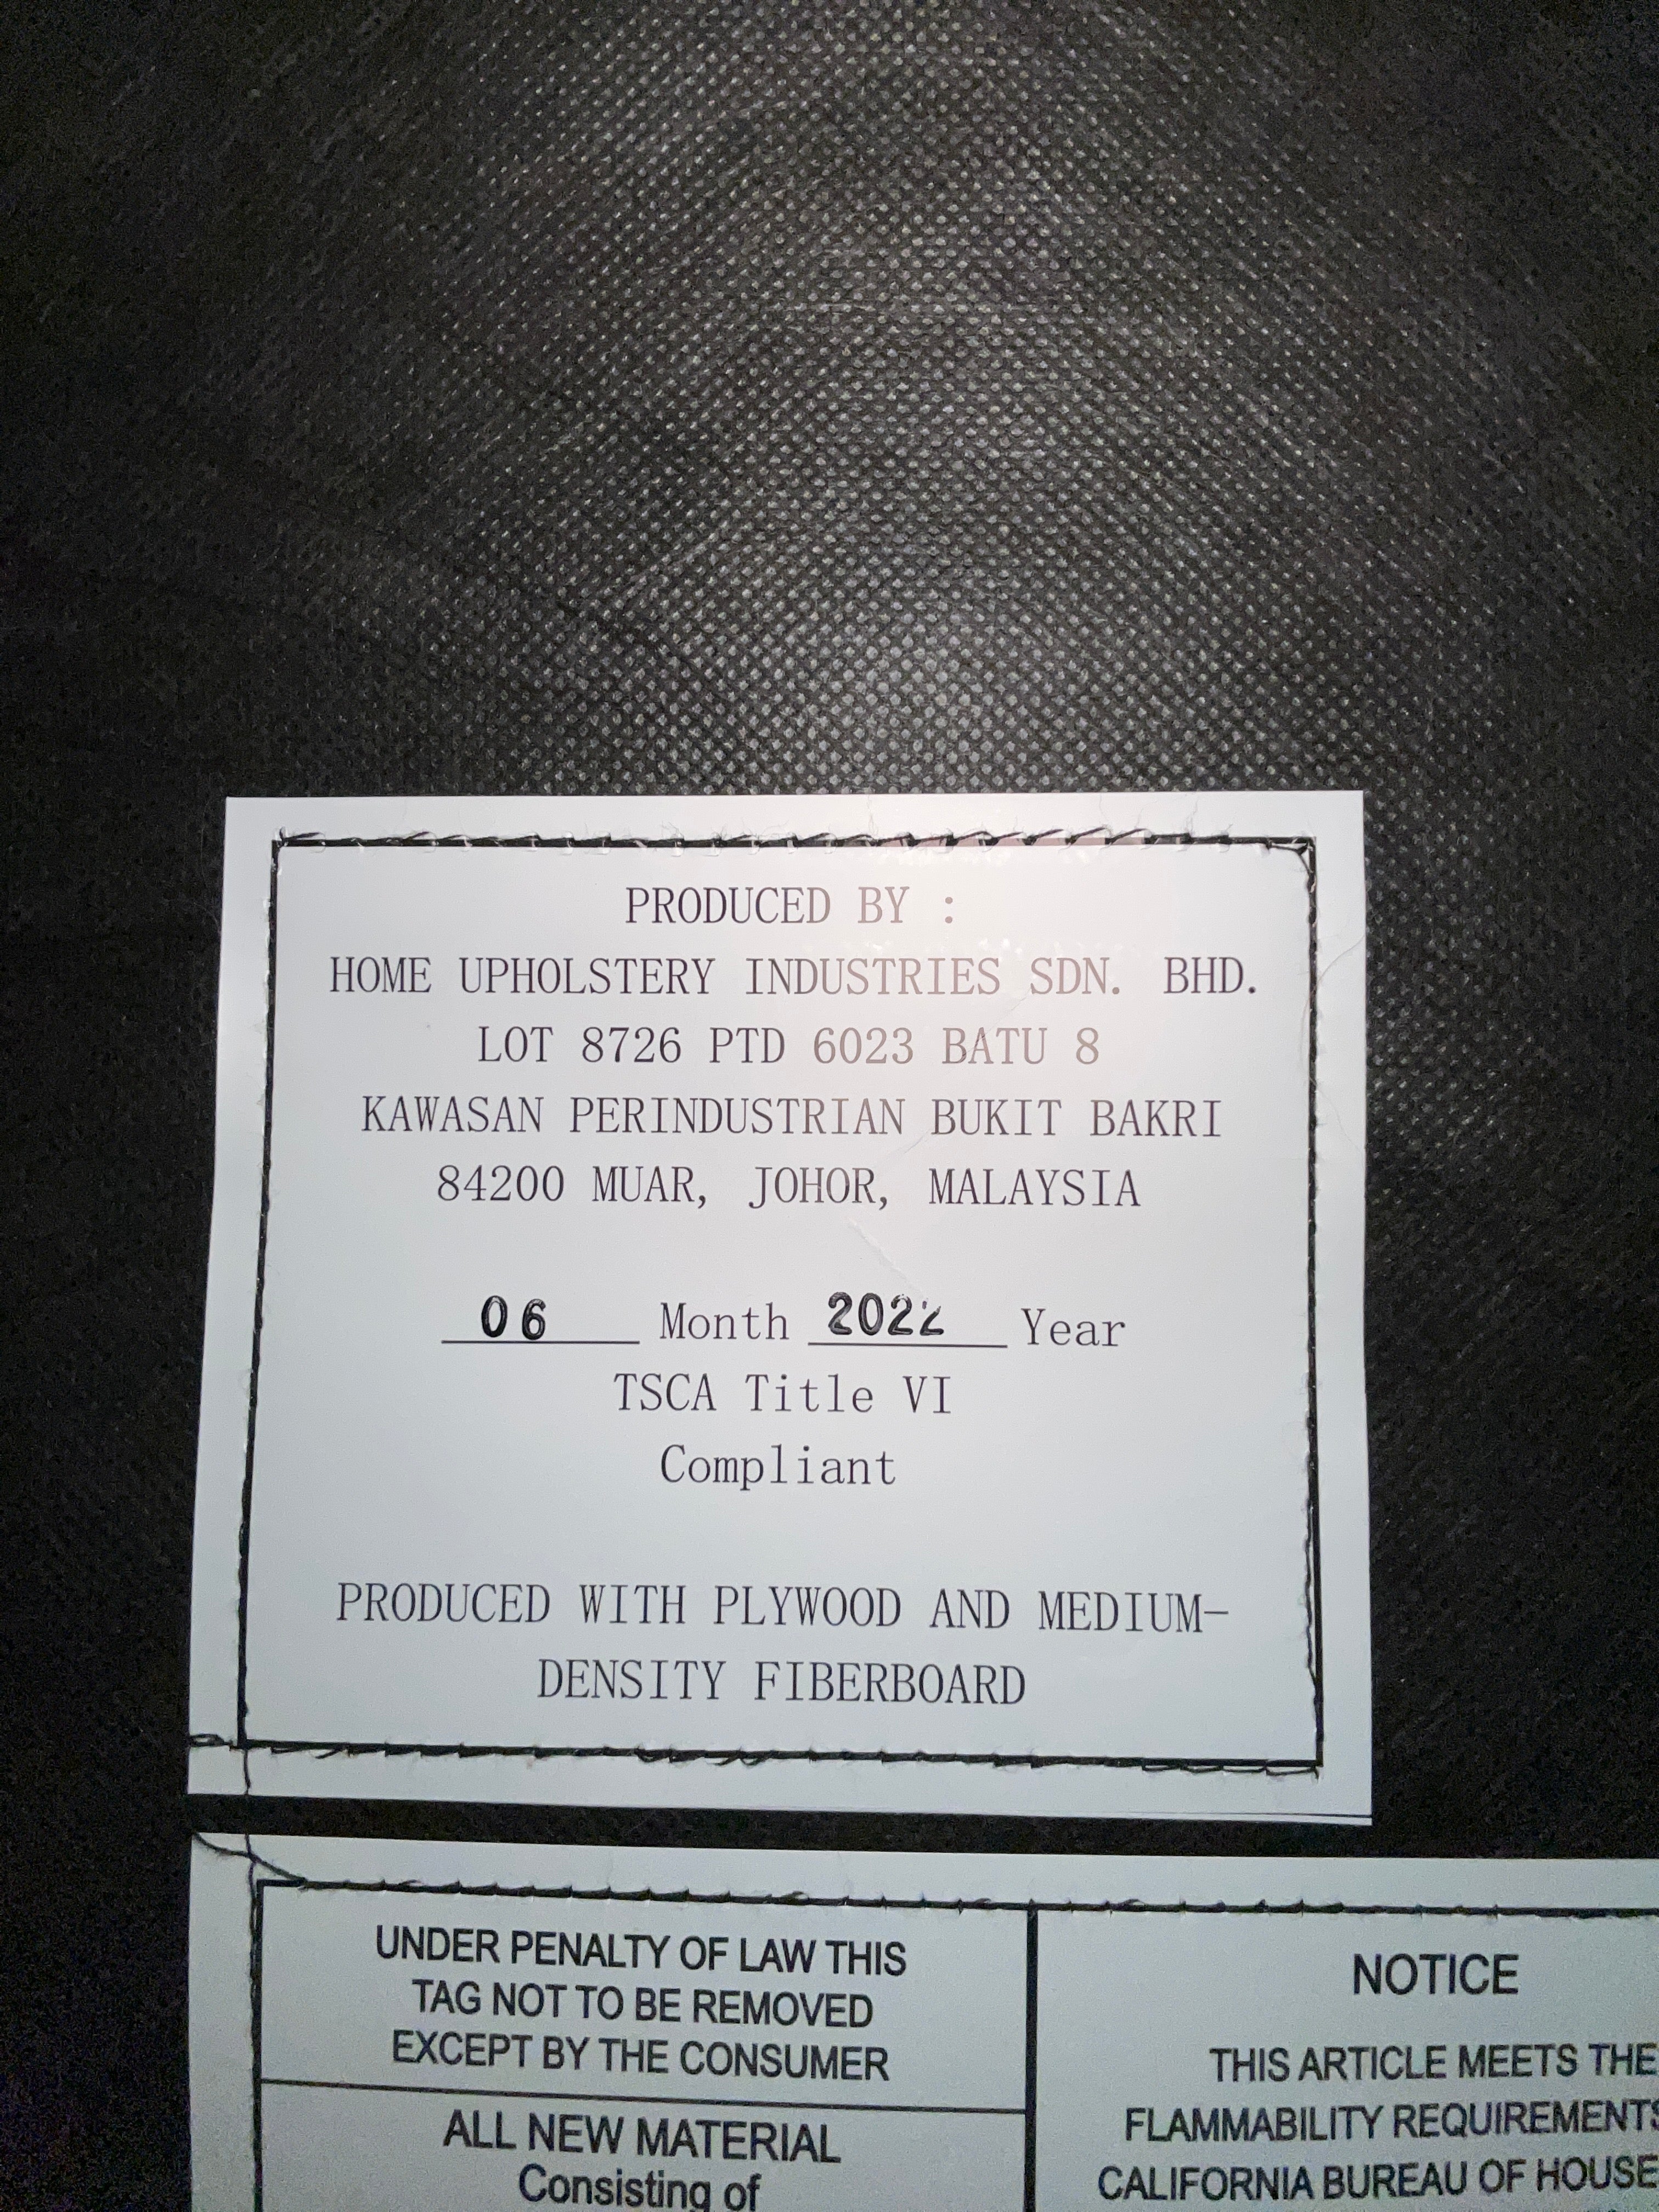 PRODUCED BY :
HOME UPHOLSTERY INDUSTRIES SDN. BHD.
LOT 8726 PTD 6023 BATU 8
KAWASAN PERINDUSTRIAN BUKIT BAKRI
84200 MUAR, JOHOR, MALAYSIA
06 Month 2022 Year
TSCA Title VI
Compliant
PRODUCED WITH PLYWOOD AND MEDIUM-
DENSITY FIBERBOARD
UNDER PENALTY OF LAW THIS
TAG NOT TO BE REMOVED
EXCEPT BY THE CONSUMER
ALL NEW MATERIAL
Consisting of
NOTICE
THIS ARTICLE MEETS THE
FLAMMABILITY REQUIREMENTS
CALIFORNIA BUREAU OF HOUSE